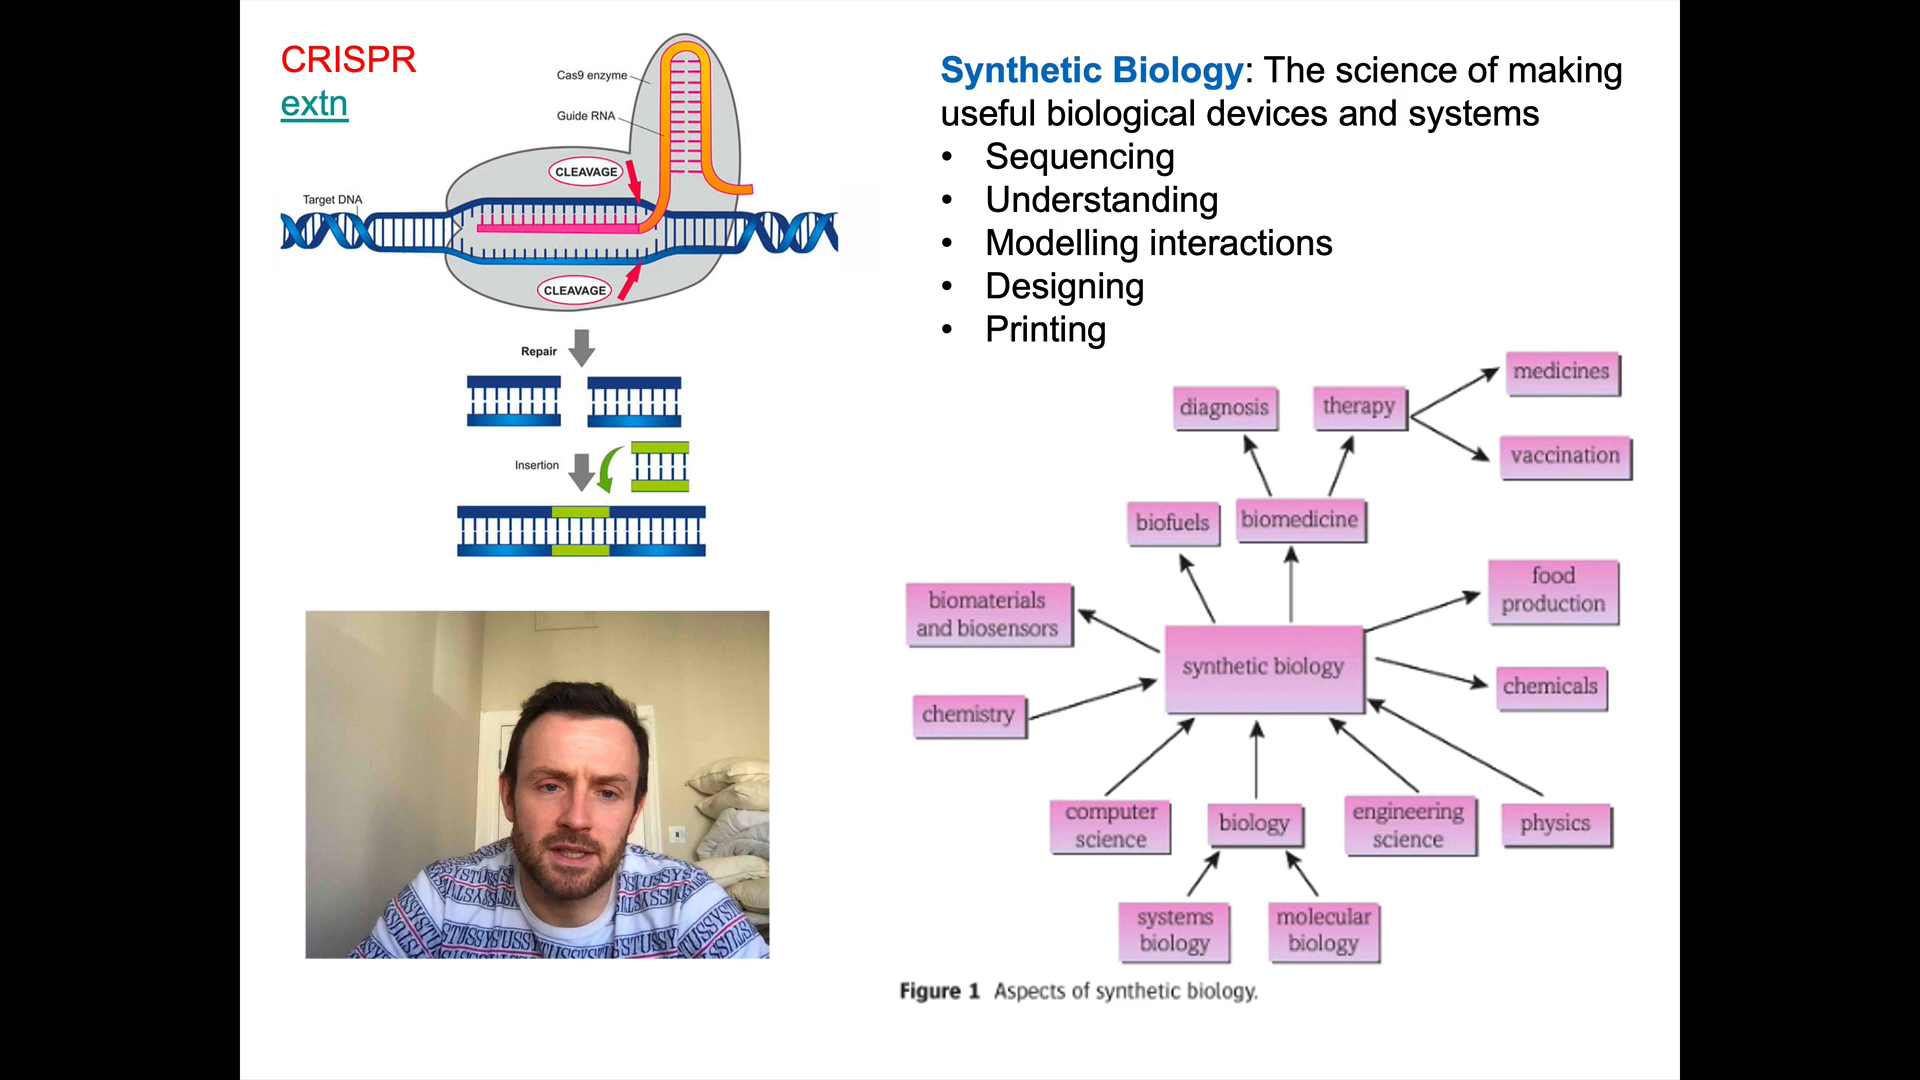 CRISPR
extn
Cas9 enzyme
Guide RNA
CLEAVAGE
Target DNA
CLEAVAGE
Repair
Insertion
Synthetic Biology: The science of making
useful biological devices and systems
• Sequencing
• Understanding
• Modelling interactions
• Designing
• Printing
medicines
diagnosis
therapy
vaccination
biofuels
biomedicine
food
production
biomaterials
and biosensors
synthetic biology
chemicals
chemistry
computer
science
biology
engineering
science
physics
systems
biology
molecular
biology
Figure 1 Aspects of synthetic biology.